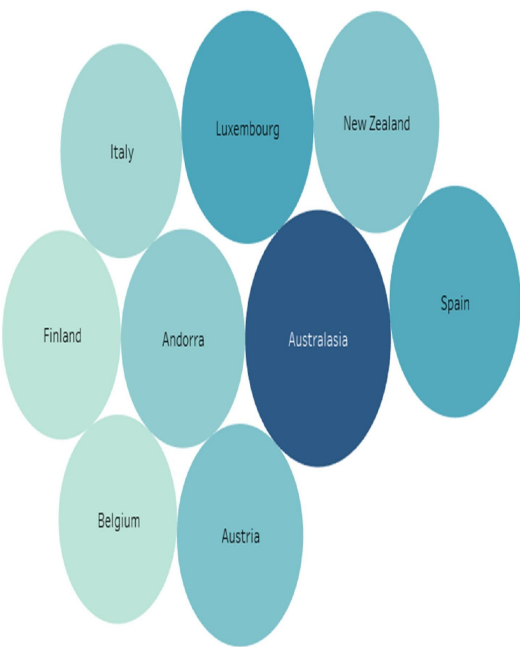 Luxembourg
New Zealand
Italy
Spain
Finland
Andorra
Australasia
Belgium
Austria